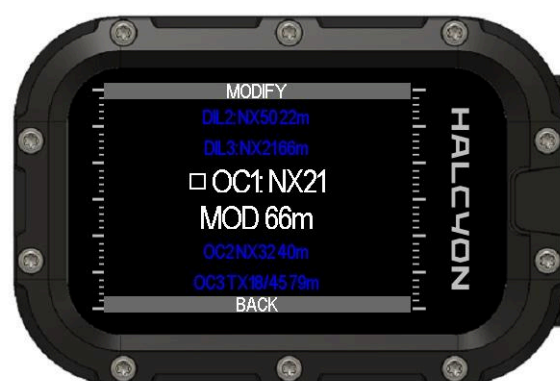 MODIFY
DIL2:NX50 22m
DIL3:NX21 66m
OC1: NX21
MOD 66m
OC2 NX32 40m
OC3 TX18/45 79m
BACK
HALCYON